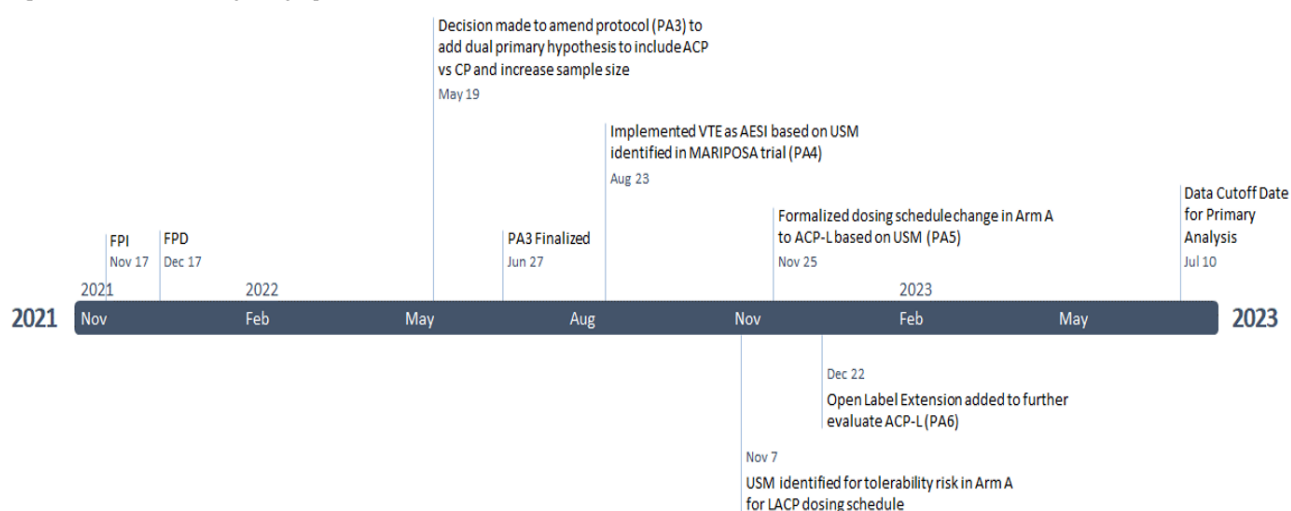 Decision made to amend protocol (PA3) to
add dual primary hypothesis to include ACP
vs CP and increase sample size
May 19
Implemented VTE as AESI based on USM
identified in MARIPOSA trial (PA4)
Aug 23
Data Cutoff Date
for Primary
Analysis
Jul 10
Formalized dosing schedule change in Arm A
to ACP-L based on USM (PA5)
Nov 25
FPI
Nov 17
FPD
Dec 17
PA3 Finalized
Jun 27
2021
2022
2023
2021
Nov
Feb
May
Aug
Nov
Feb
May
2023
Dec 22
Open Label Extension added to further
evaluate ACP-L (PA6)
Nov 7
USM identified for tolerability risk in Arm A
for LACP dosing schedule